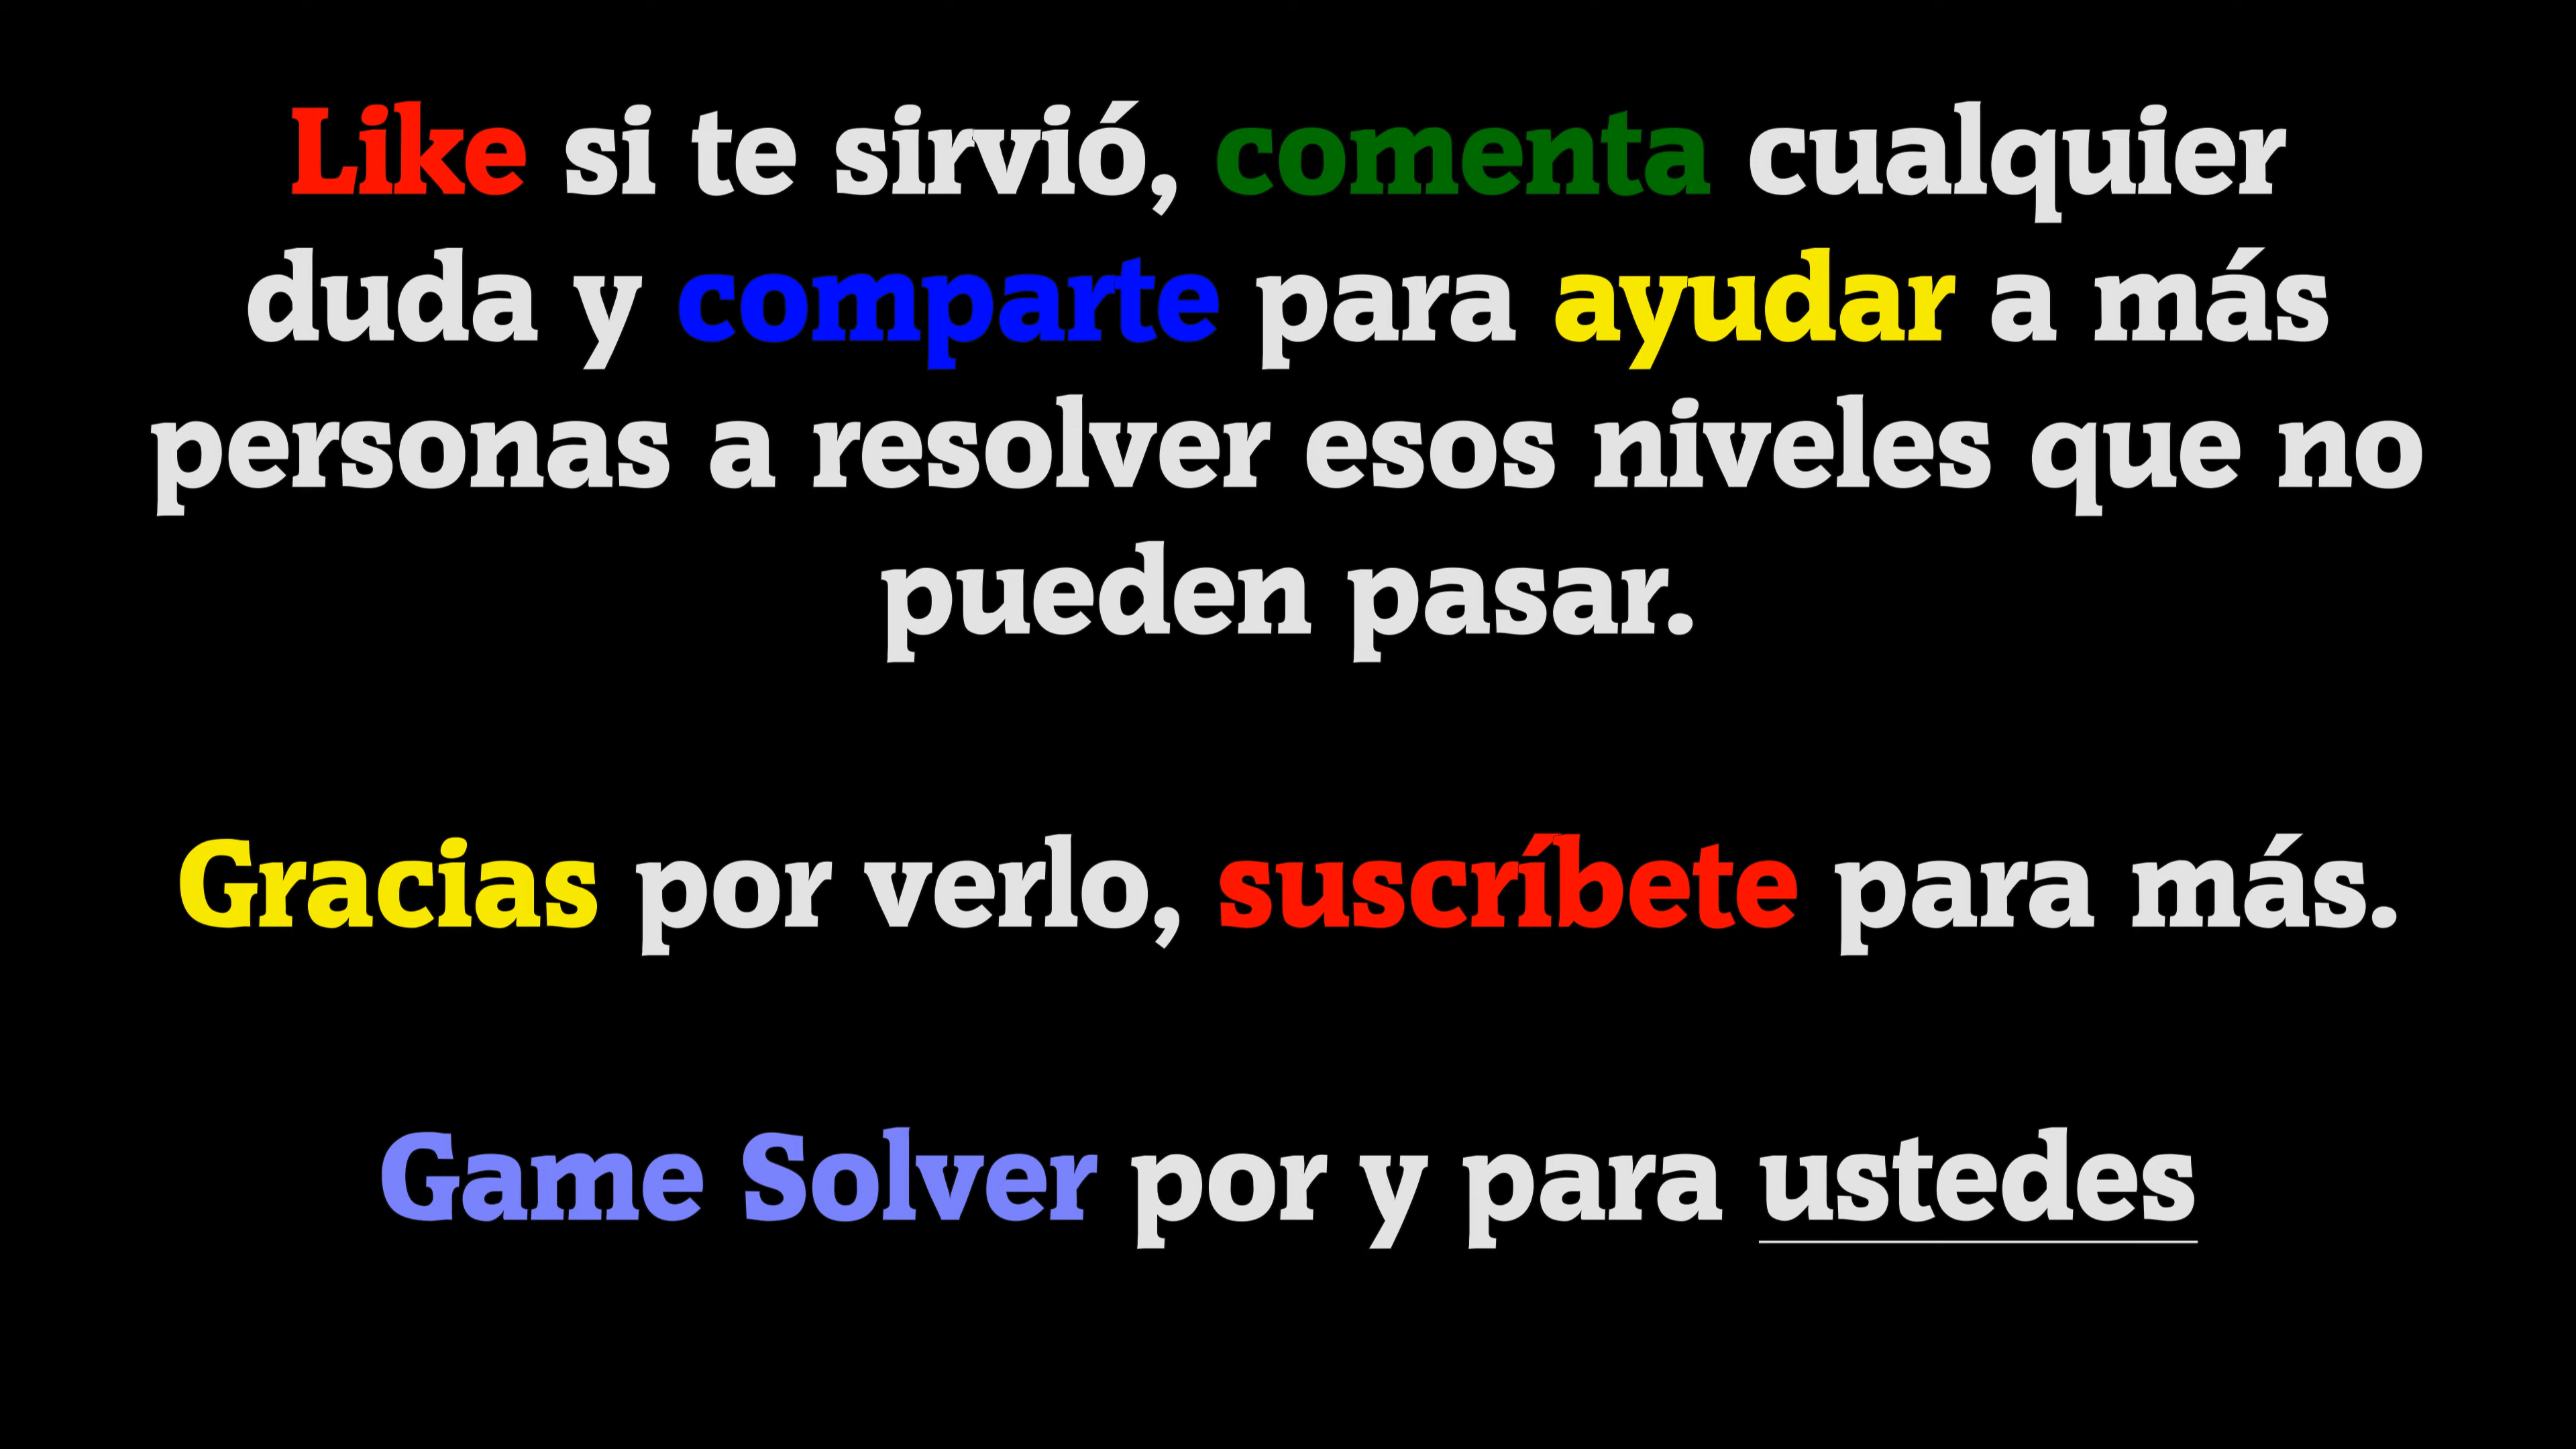 Like si te sirvió, comenta cualquier
duda y comparte para ayudar a más
personas a resolver esos niveles que no
pueden pasar.
Gracias por verlo, suscríbete para más.
Game Solver por y para ustedes